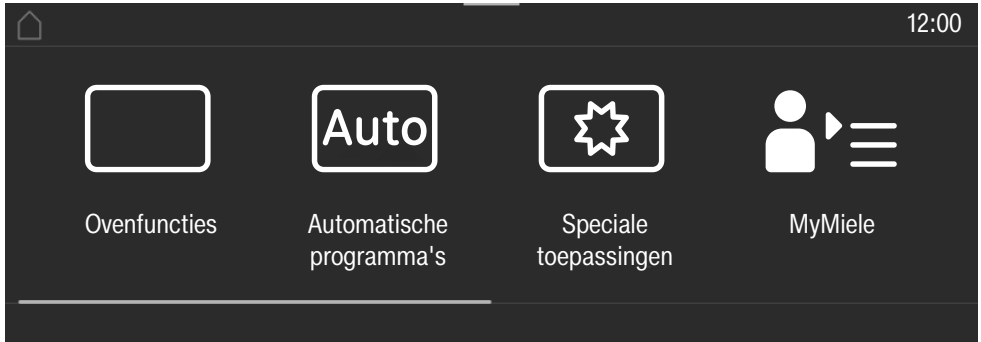 12:00
Auto
Ovenfuncties
Automatische
programma's
Speciale
toepassingen
MyMiele